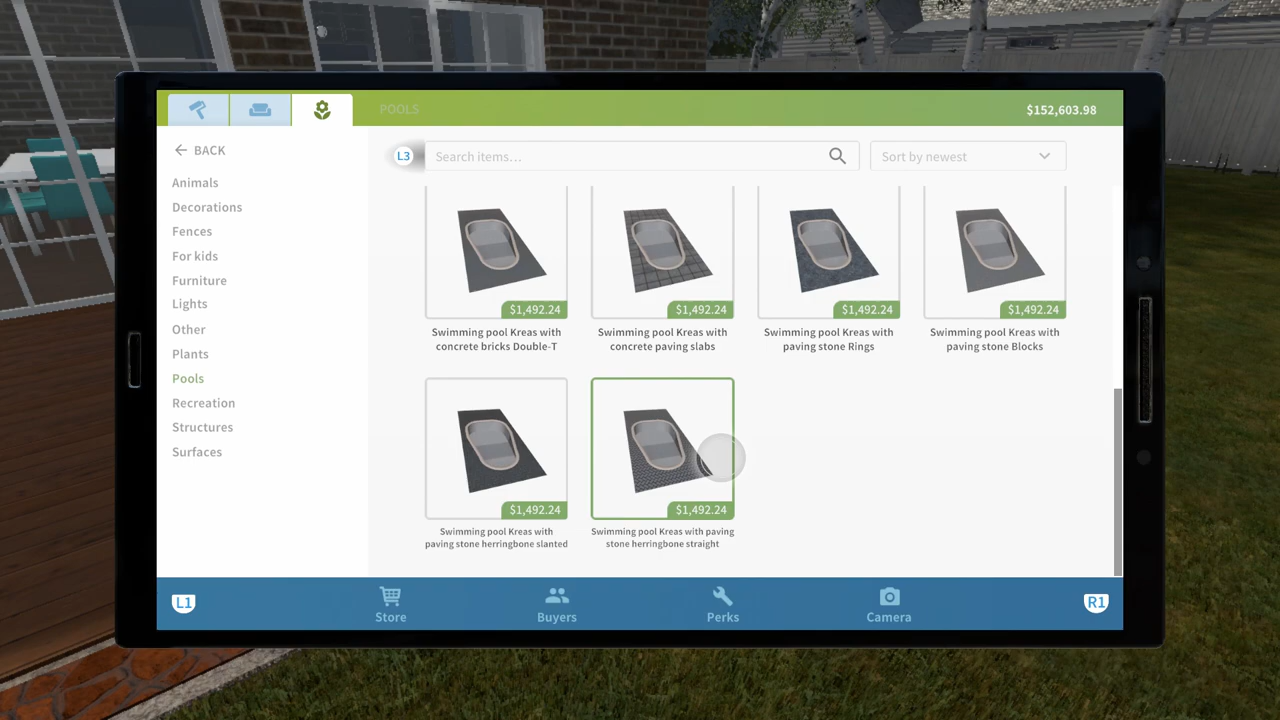 POOLS
$152,603.98
BACK
L3
Search items...
Sort by newest
Animals
Decorations
Fences
For kids
Furniture
Lights
Other
Plants
Pools
Recreation
Structures
Surfaces
$1,492.24
$1,492.24
$1,492.24
$1,492.24
Swimming pool Kreas with
concrete bricks Double-T
Swimming pool Kreas with
concrete paving slabs
Swimming pool Kreas with
paving stone Rings
Swimming pool Kreas with
paving stone Blocks
$1,492.24
$1,492.24
Swimming pool Kreas with
paving stone herringbone slanted
Swimming pool Kreas with paving
stone herringbone straight
L1
Store
Buyers
Perks
Camera
R1